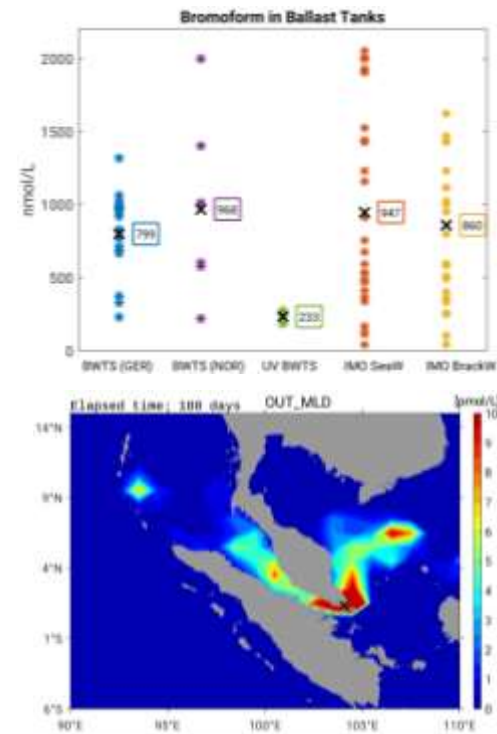 Bromoform in Ballast Tanks
nmol/L
2000
1500
1000
500
0
799
968
233
947
860
BWTS (GER) BWTS (NOR) UV BWTS IMO SeaW IMO BrackW
Elapsed time: 180 days OUT_MLD [pmol/L]
14°N
9°N
4°N
1°S
6°S
90°E 95°E 100°E 105°E 110°E
10
9
8
7
6
5
4
3
2
1
0